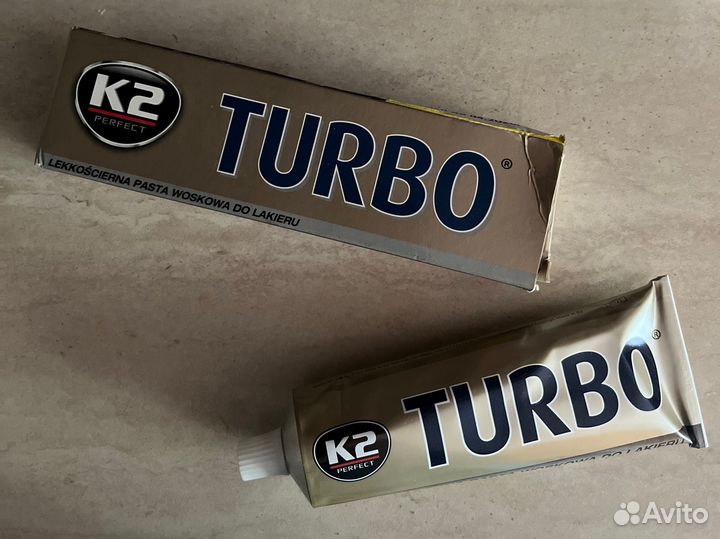 K2
PERFECT
TURBO®
LEKKOŚCIERNA PASTA WOSKOWA DO LAKIERU
K2
PERFECT
TURBO®
DO LAKIERU
Avito